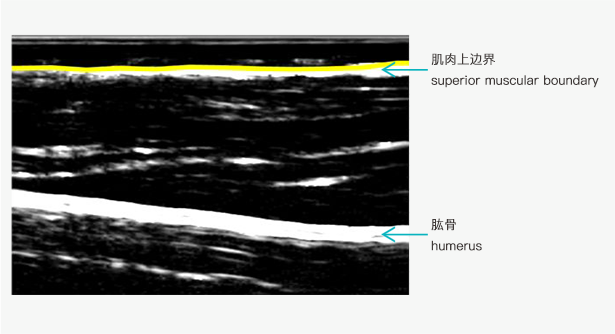 肌肉上边界
superior muscular boundary
肱骨
humerus